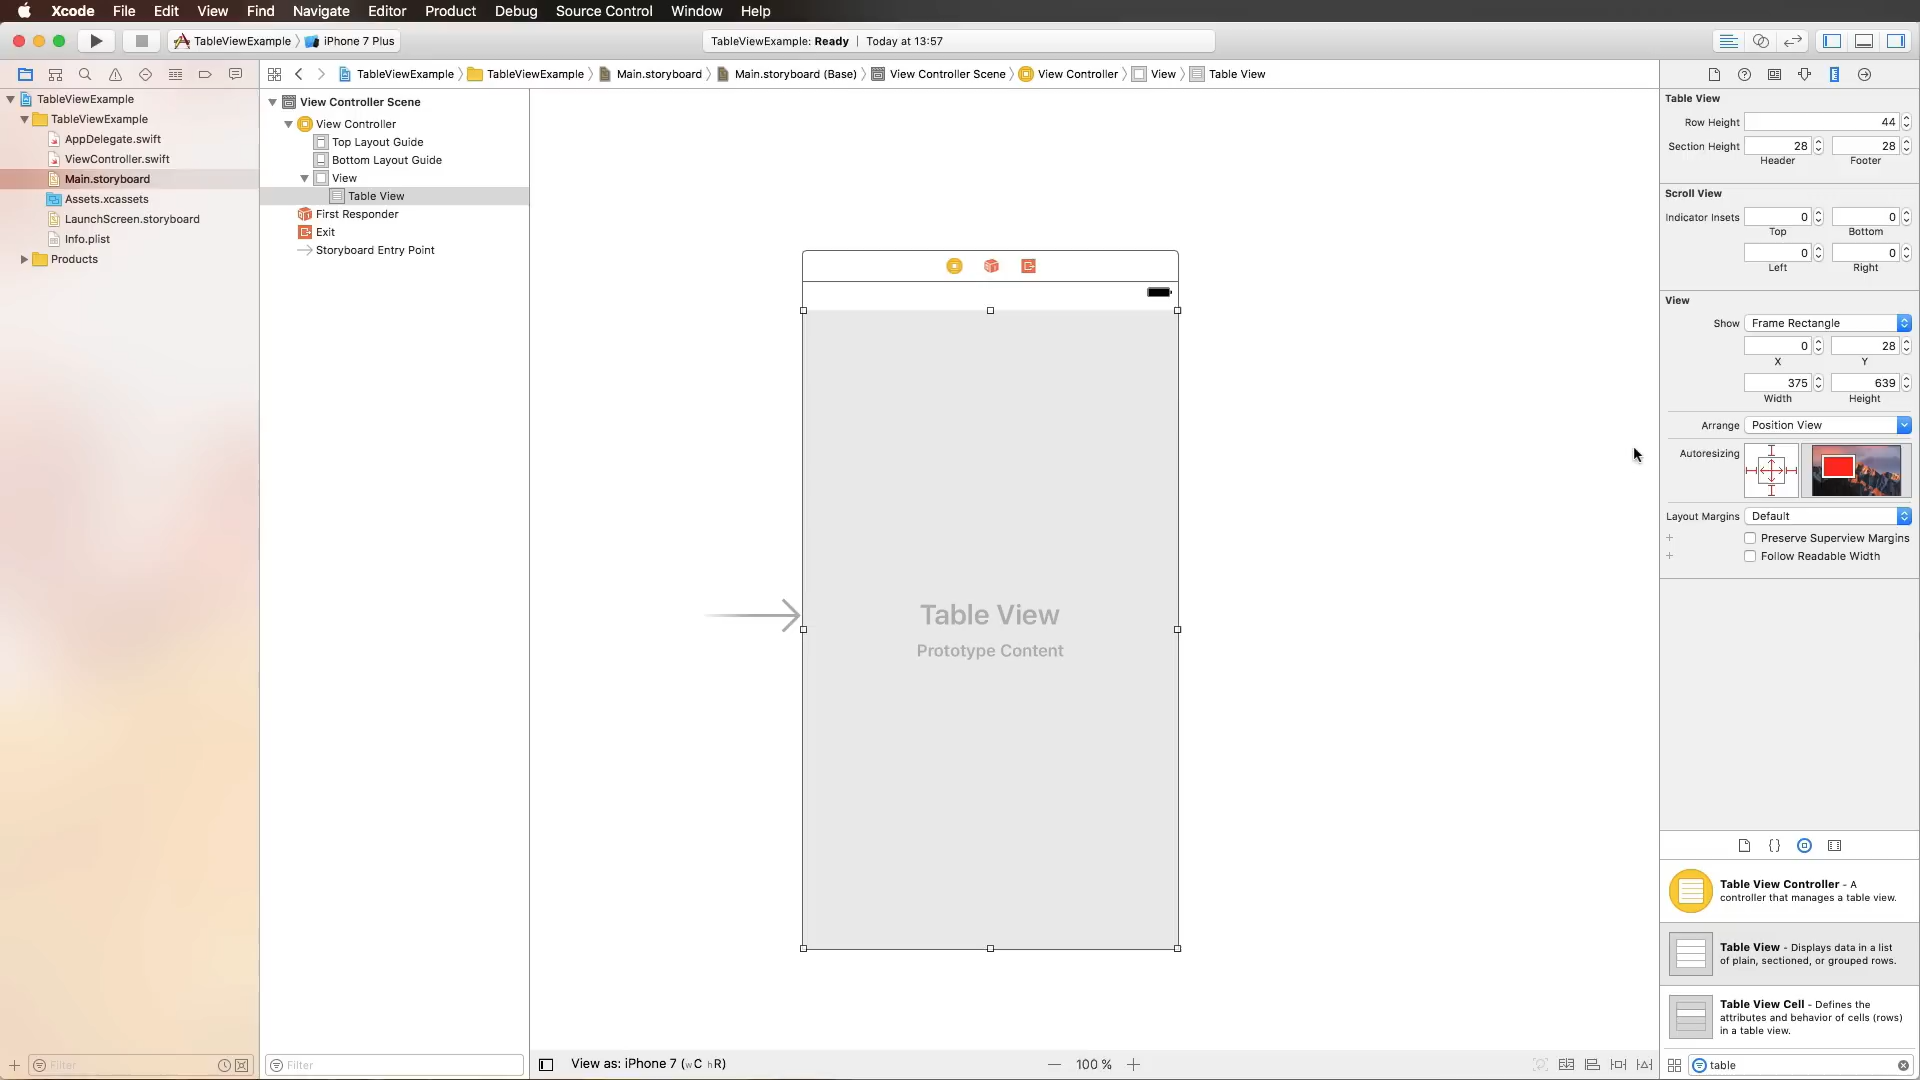 Xcode File Edit View Find Navigate Editor Product Debug Source Control Window Help
TableViewExample iPhone 7 Plus
TableViewExample: Ready | Today at 13:57
TableViewExample TableViewExample Main.storyboard Main.storyboard (Base) View Controller Scene View Controller View Table View
TableViewExample
TableViewExample
AppDelegate.swift
ViewController.swift
Main.storyboard
Assets.xcassets
LaunchScreen.storyboard
Info.plist
Products
Filter
View Controller Scene
View Controller
Top Layout Guide
Bottom Layout Guide
View
Table View
First Responder
Exit
Storyboard Entry Point
Filter
Table View
Prototype Content
View as: iPhone 7 (wC hR)
100 %
Table View
Row Height 44
Section Height 28 28
Header Footer
Scroll View
Indicator Insets 0 0
Top Bottom
0 0
Left Right
View
Show Frame Rectangle
0 28
X Y
375 639
Width Height
Arrange Position View
Autoresizing
Layout Margins Default
Preserve Superview Margins
Follow Readable Width
Table View Controller - A
controller that manages a table view.
Table View - Displays data in a list
of plain, sectioned, or grouped rows.
Table View Cell - Defines the
attributes and behavior of cells (rows)
in a table view.
table